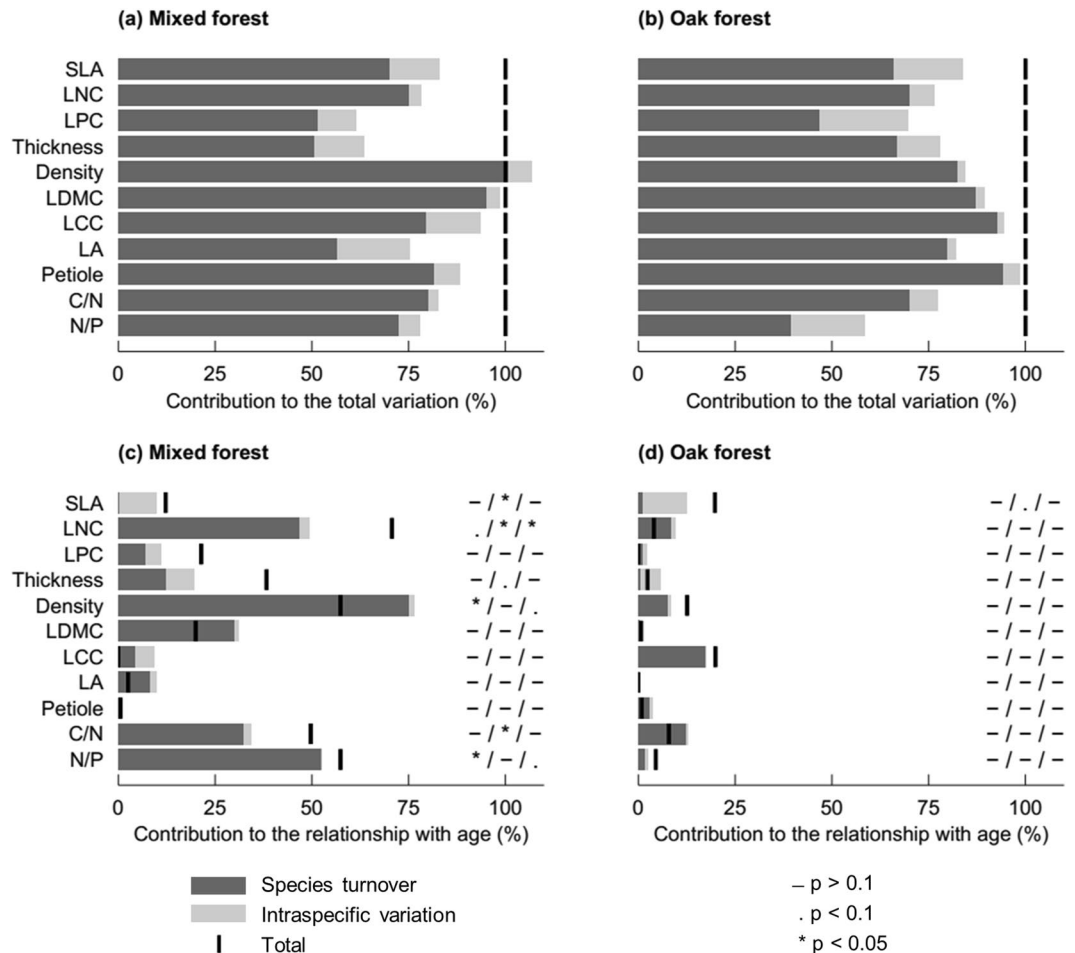 (a) Mixed forest
(b) Oak forest
SLA
LNC
LPC
Thickness
Density
LDMC
LCC
LA
Petiole
C/N
N/P
0 25 50 75 100
0 25 50 75 100
Contribution to the total variation (%)
Contribution to the total variation (%)
(c) Mixed forest
(d) Oak forest
SLA – / * / – – / . / –
LNC . / * / * – / – / –
LPC – / – / – – / – / –
Thickness – / . / – – / – / –
Density * / – / . – / – / –
LDMC – / – / – – / – / –
LCC – / – / – – / – / –
LA – / – / – – / – / –
Petiole – / – / – – / – / –
C/N – / * / – – / – / –
N/P * / – / . – / – / –
0 25 50 75 100
0 25 50 75 100
Contribution to the relationship with age (%)
Contribution to the relationship with age (%)
Species turnover
Intraspecific variation
Total
– p > 0.1
. p < 0.1
* p < 0.05